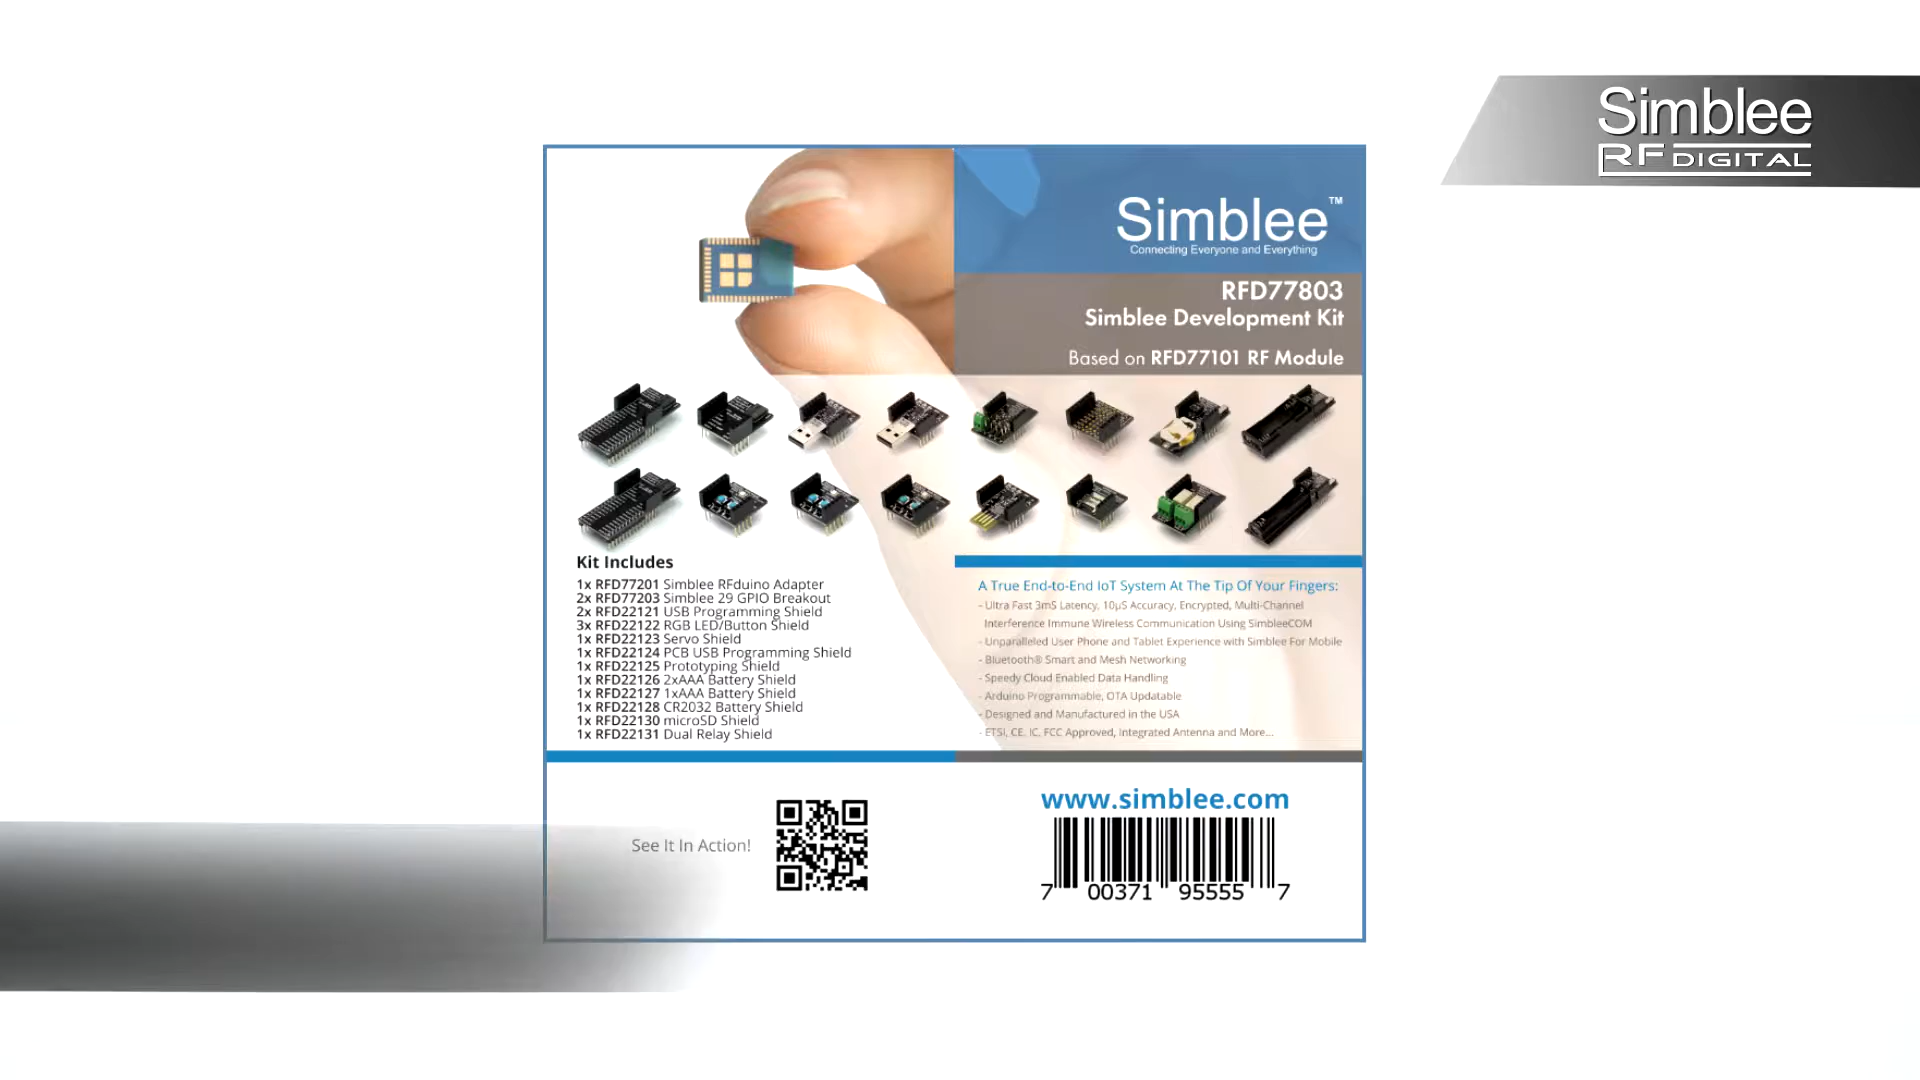 Simblee
RF DIGITAL
Simblee™
Connecting Everyone and Everything
RFD77803
Simblee Development Kit
Based on RFD77101 RF Module
Kit Includes
1x RFD77201 Simblee RFduino Adapter
2x RFD77203 Simblee 29 GPIO Breakout
2x RFD22121 USB Programming Shield
3x RFD22122 RGB LED/Button Shield
1x RFD22123 Servo Shield
1x RFD22124 PCB USB Programming Shield
1x RFD22125 Prototyping Shield
1x RFD22126 2xAAA Battery Shield
1x RFD22127 1xAAA Battery Shield
1x RFD22128 CR2032 Battery Shield
1x RFD22130 microSD Shield
1x RFD22131 Dual Relay Shield
A True End-to-End IoT System At The Tip Of Your Fingers:
- Ultra Fast 3mS Latency, 10µS Accuracy, Encrypted, Multi-Channel
Interference Immune Wireless Communication Using SimbleeCOM
- Unparalleled User Phone and Tablet Experience with Simblee For Mobile
- Bluetooth® Smart and Mesh Networking
- Speedy Cloud Enabled Data Handling
- Arduino Programmable, OTA Updatable
- Designed and Manufactured in the USA
- ETSI, CE, IC, FCC Approved, Integrated Antenna and More...
See It In Action!
www.simblee.com
7 00371 95555 7